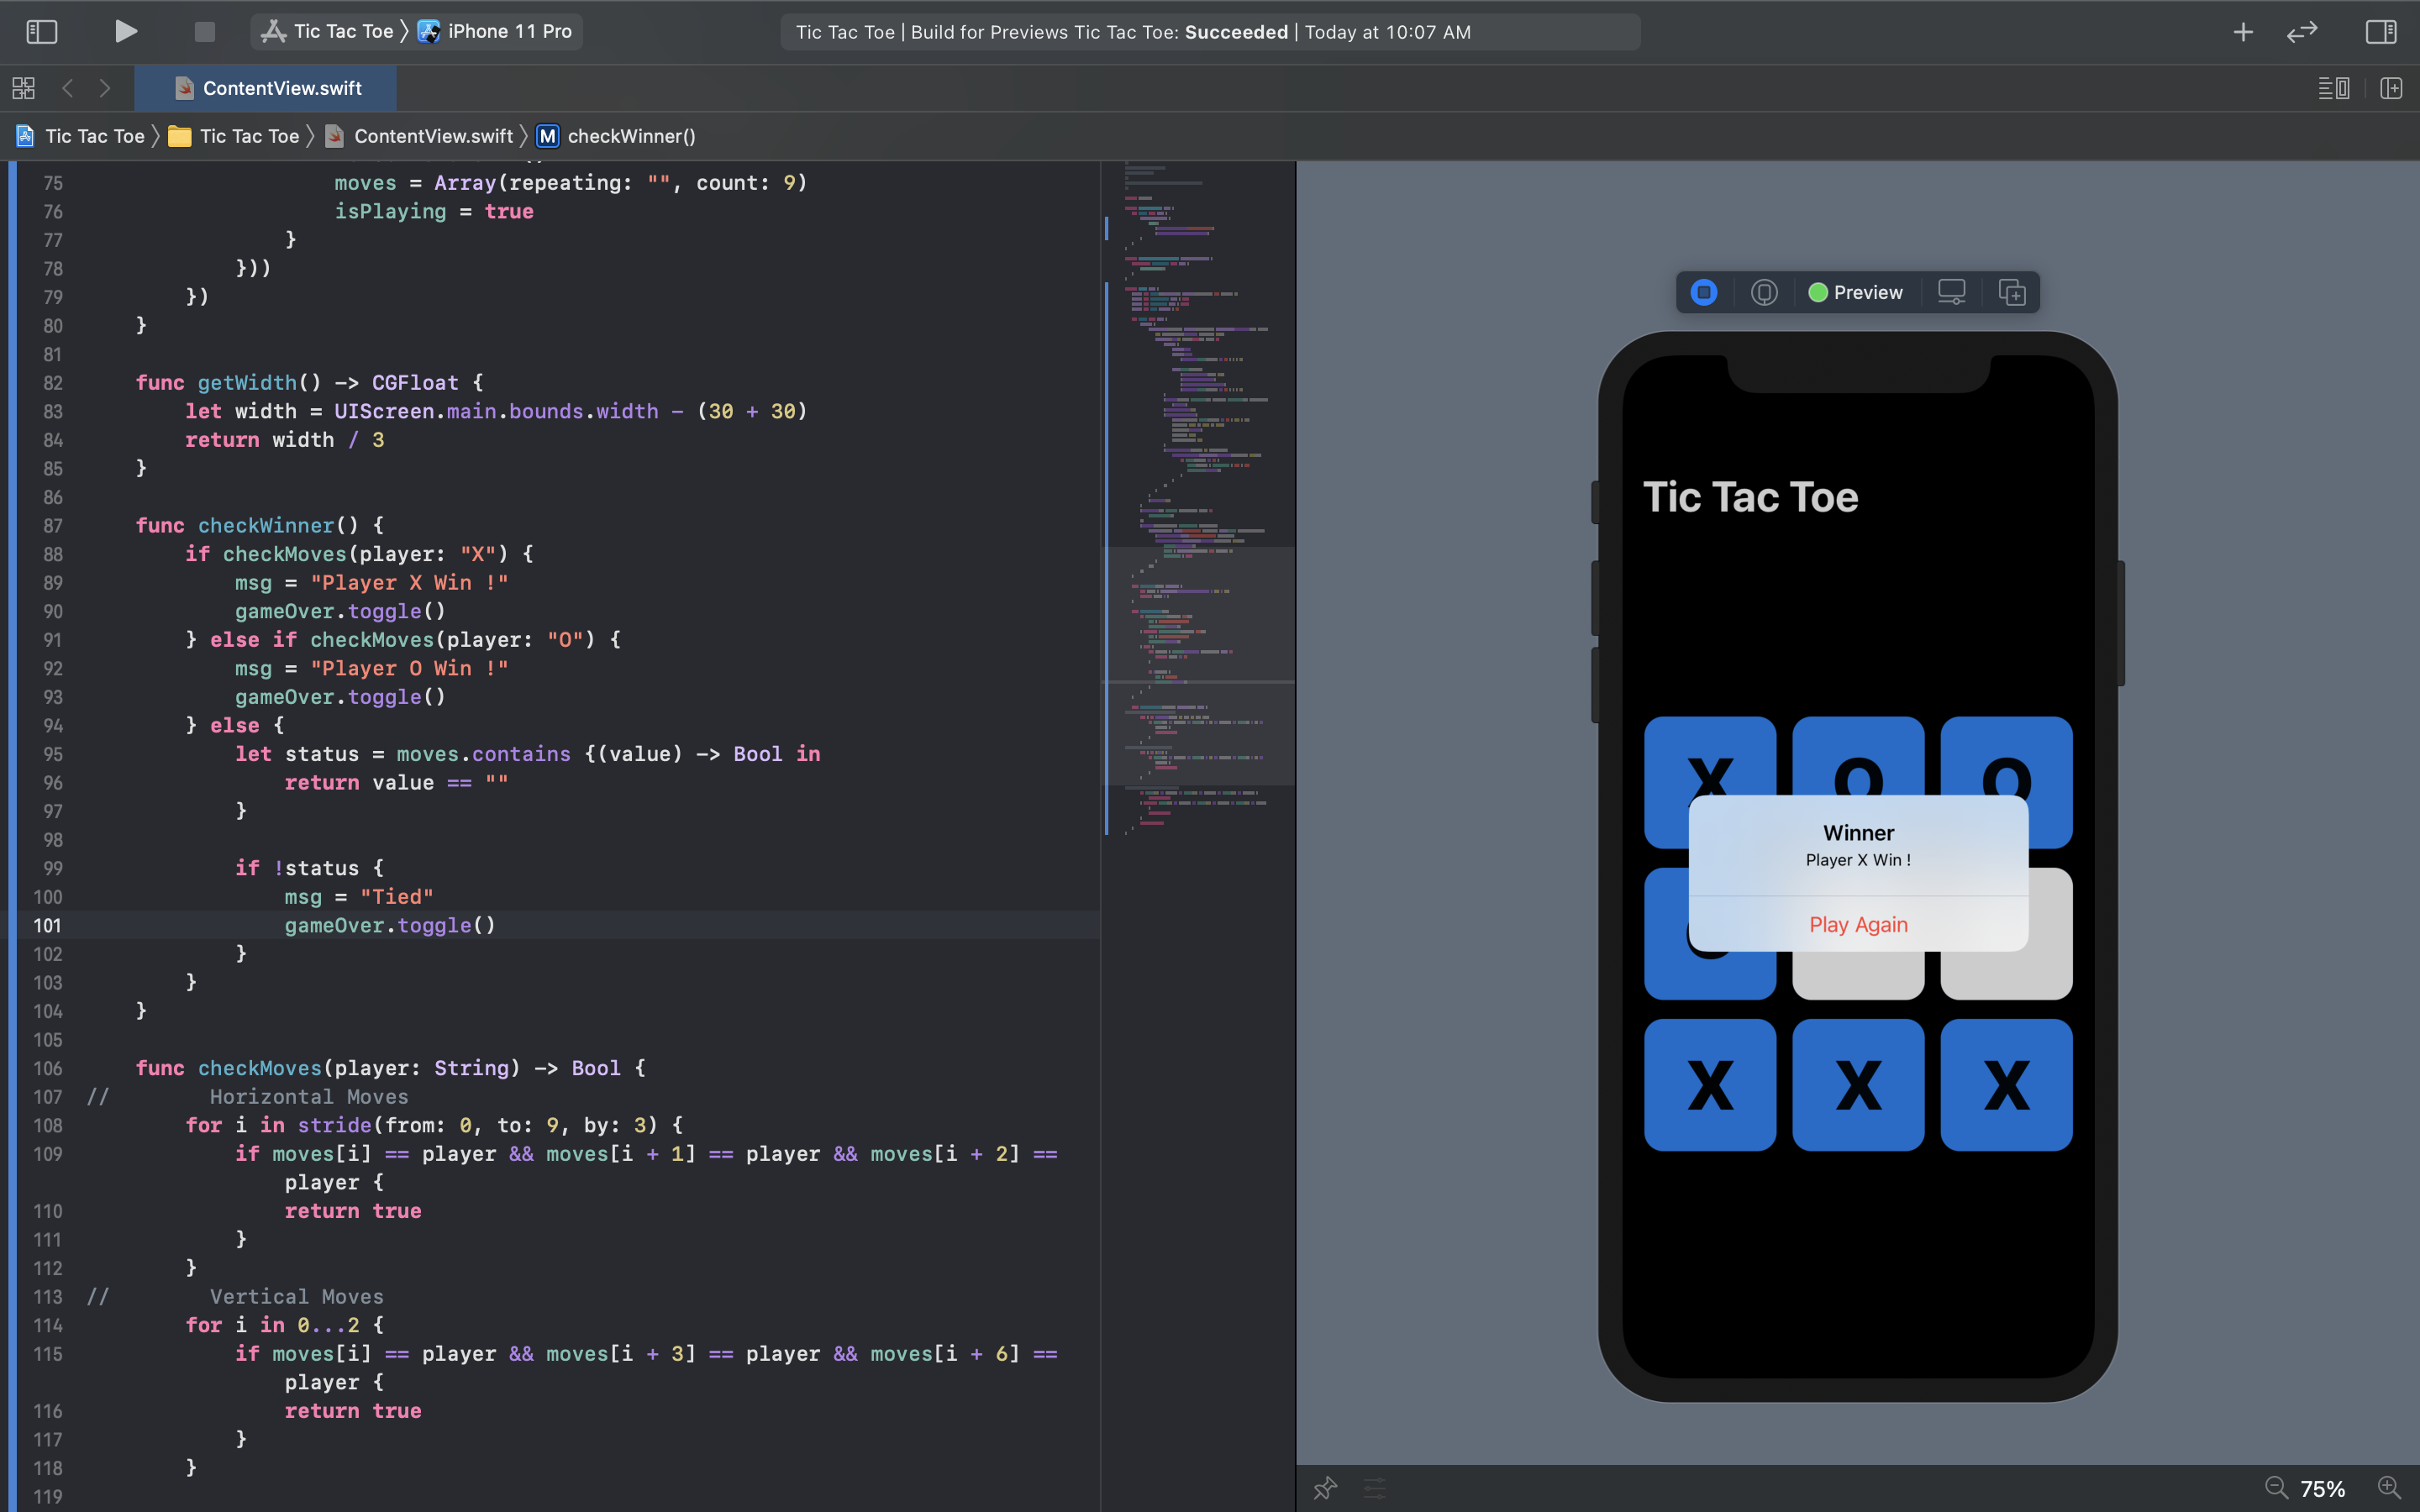 Tic Tac Toe 〉 iPhone 11 Pro
Tic Tac Toe | Build for Previews Tic Tac Toe: Succeeded | Today at 10:07 AM
ContentView.swift
Tic Tac Toe 〉 Tic Tac Toe 〉 ContentView.swift 〉 M checkWinner()
75 moves = Array(repeating: "", count: 9)
76 isPlaying = true
77 }
78 }))
79 })
80 }
81
82 func getWidth() -> CGFloat {
83 let width = UIScreen.main.bounds.width - (30 + 30)
84 return width / 3
85 }
86
87 func checkWinner() {
88 if checkMoves(player: "X") {
89 msg = "Player X Win !"
90 gameOver.toggle()
91 } else if checkMoves(player: "O") {
92 msg = "Player O Win !"
93 gameOver.toggle()
94 } else {
95 let status = moves.contains {(value) -> Bool in
96 return value == ""
97 }
98
99 if !status {
100 msg = "Tied"
101 gameOver.toggle()
102 }
103 }
104 }
105
106 func checkMoves(player: String) -> Bool {
107 // Horizontal Moves
108 for i in stride(from: 0, to: 9, by: 3) {
109 if moves[i] == player && moves[i + 1] == player && moves[i + 2] ==
player {
110 return true
111 }
112 }
113 // Vertical Moves
114 for i in 0...2 {
115 if moves[i] == player && moves[i + 3] == player && moves[i + 6] ==
player {
116 return true
117 }
118 }
119
Preview
Tic Tac Toe
X O O
Winner
Player X Win !
Play Again
X X X
75%